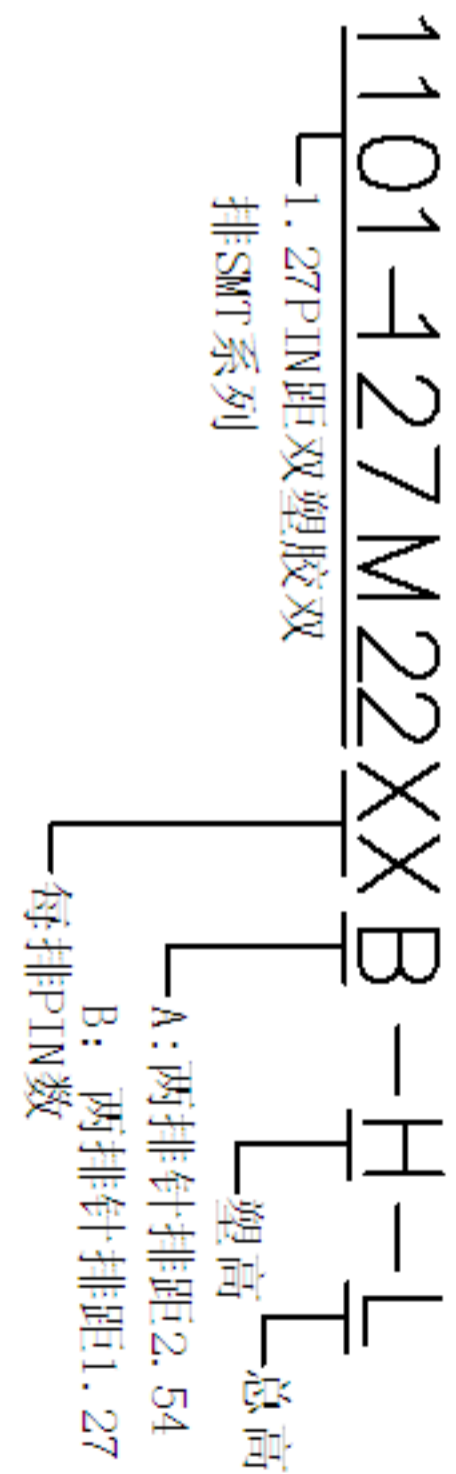 1101-127M22XXB-H-L
1.27PIN距双塑胶双
排SMT系列
每排PIN数
A:两排针排距2.54
B: 两排针排距1.27
塑高
总高